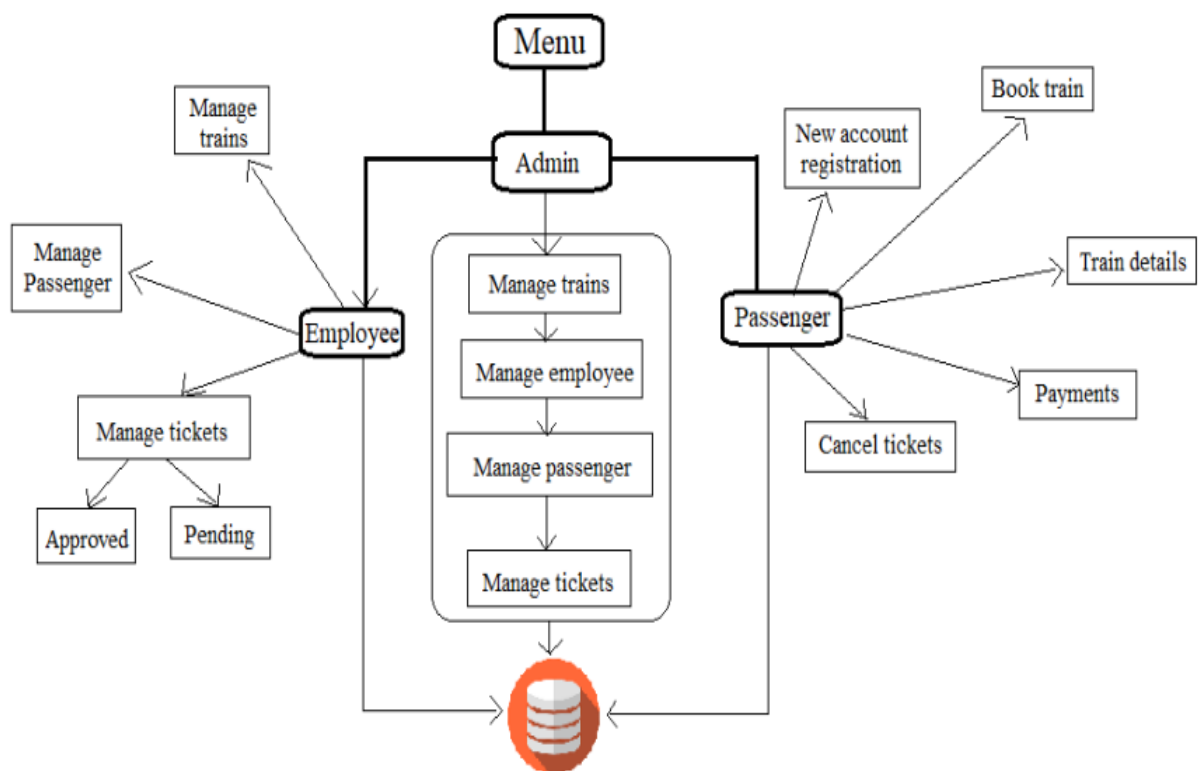 Menu
Admin
Manage
trains
Manage
Passenger
Employee
Manage tickets
Approved
Pending
Manage trains
Manage employee
Manage passenger
Manage tickets
Passenger
New account
registration
Book train
Train details
Payments
Cancel tickets